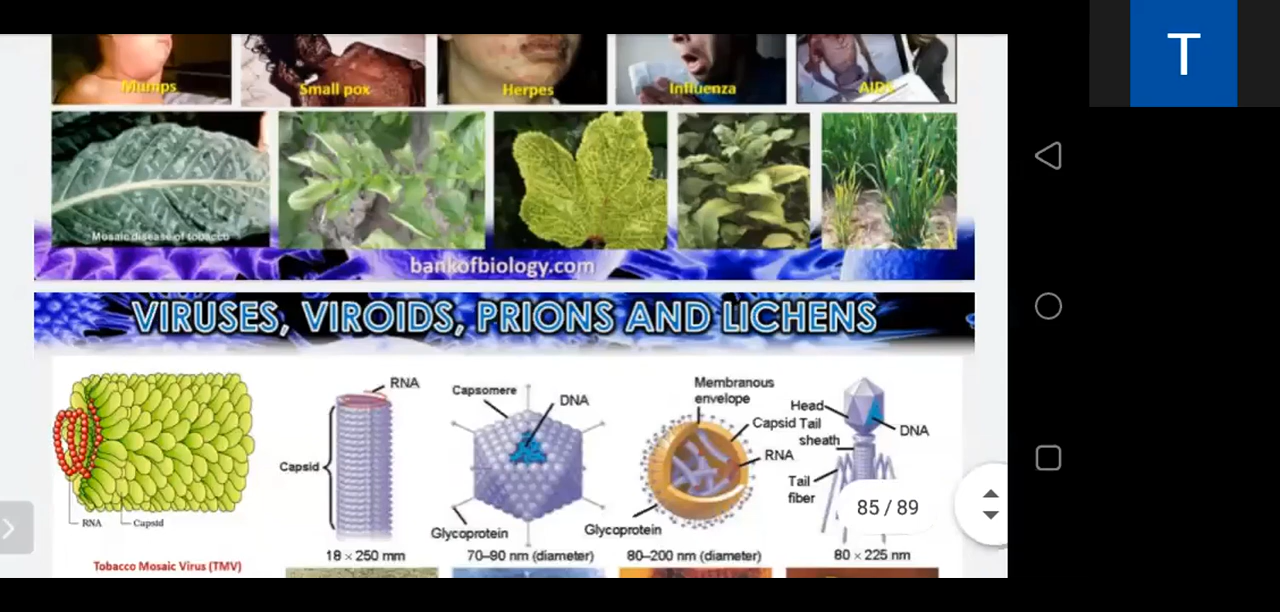 T
Mumps
Small pox
Herpes
Influenza
AIDS
Mosaic disease of tobacco
bankofbiology.com
VIRUSES, VIROIDS, PRIONS AND LICHENS
RNA
Capsid
Tobacco Mosaic Virus (TMV)
RNA
Capsid
18 × 250 mm
Capsomere
DNA
Glycoprotein
70–90 nm (diameter)
Membranous
envelope
Capsid
RNA
Glycoprotein
80–200 nm (diameter)
Head
Tail
sheath
DNA
Tail
fiber
80 × 225 nm
85 / 89